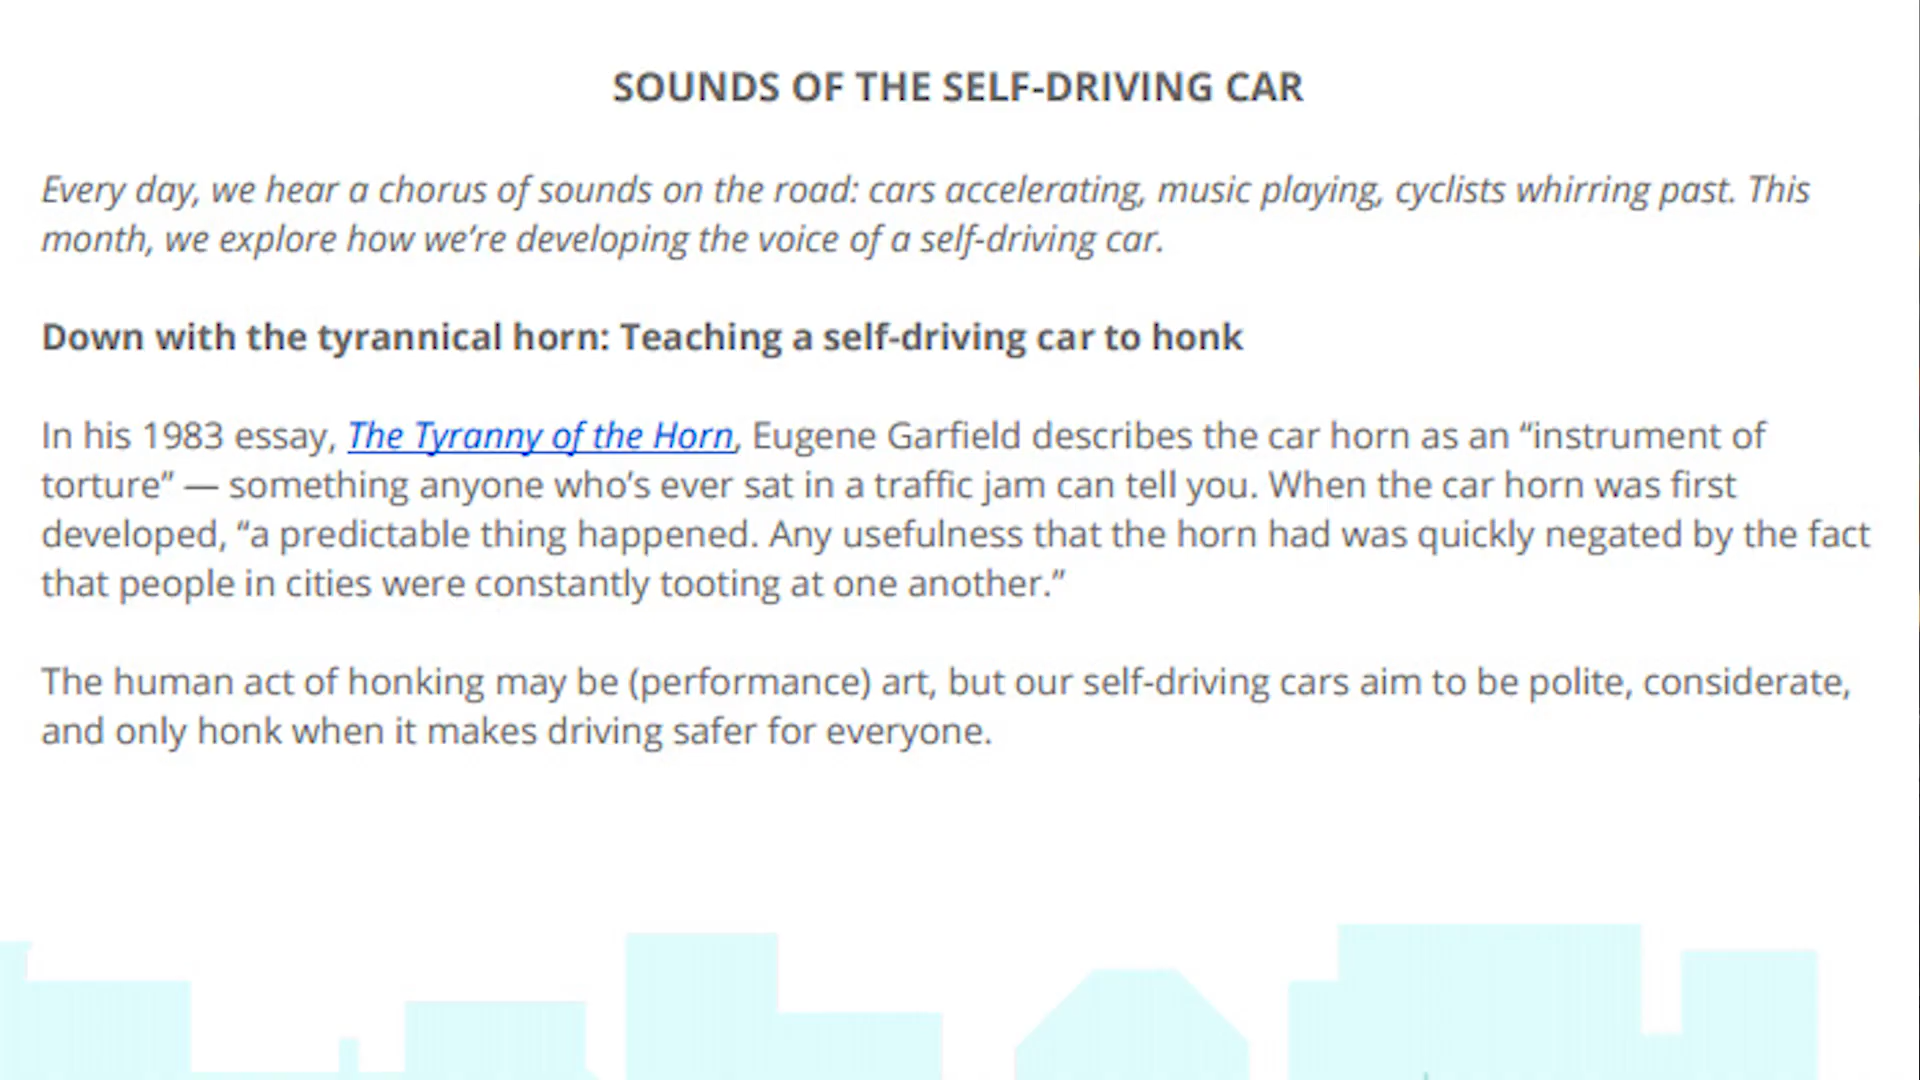 SOUNDS OF THE SELF-DRIVING CAR
Every day, we hear a chorus of sounds on the road: cars accelerating, music playing, cyclists whirring past. This
month, we explore how we’re developing the voice of a self-driving car.
Down with the tyrannical horn: Teaching a self-driving car to honk
In his 1983 essay, The Tyranny of the Horn, Eugene Garfield describes the car horn as an “instrument of
torture” — something anyone who’s ever sat in a traffic jam can tell you. When the car horn was first
developed, “a predictable thing happened. Any usefulness that the horn had was quickly negated by the fact
that people in cities were constantly tooting at one another.”
The human act of honking may be (performance) art, but our self-driving cars aim to be polite, considerate,
and only honk when it makes driving safer for everyone.